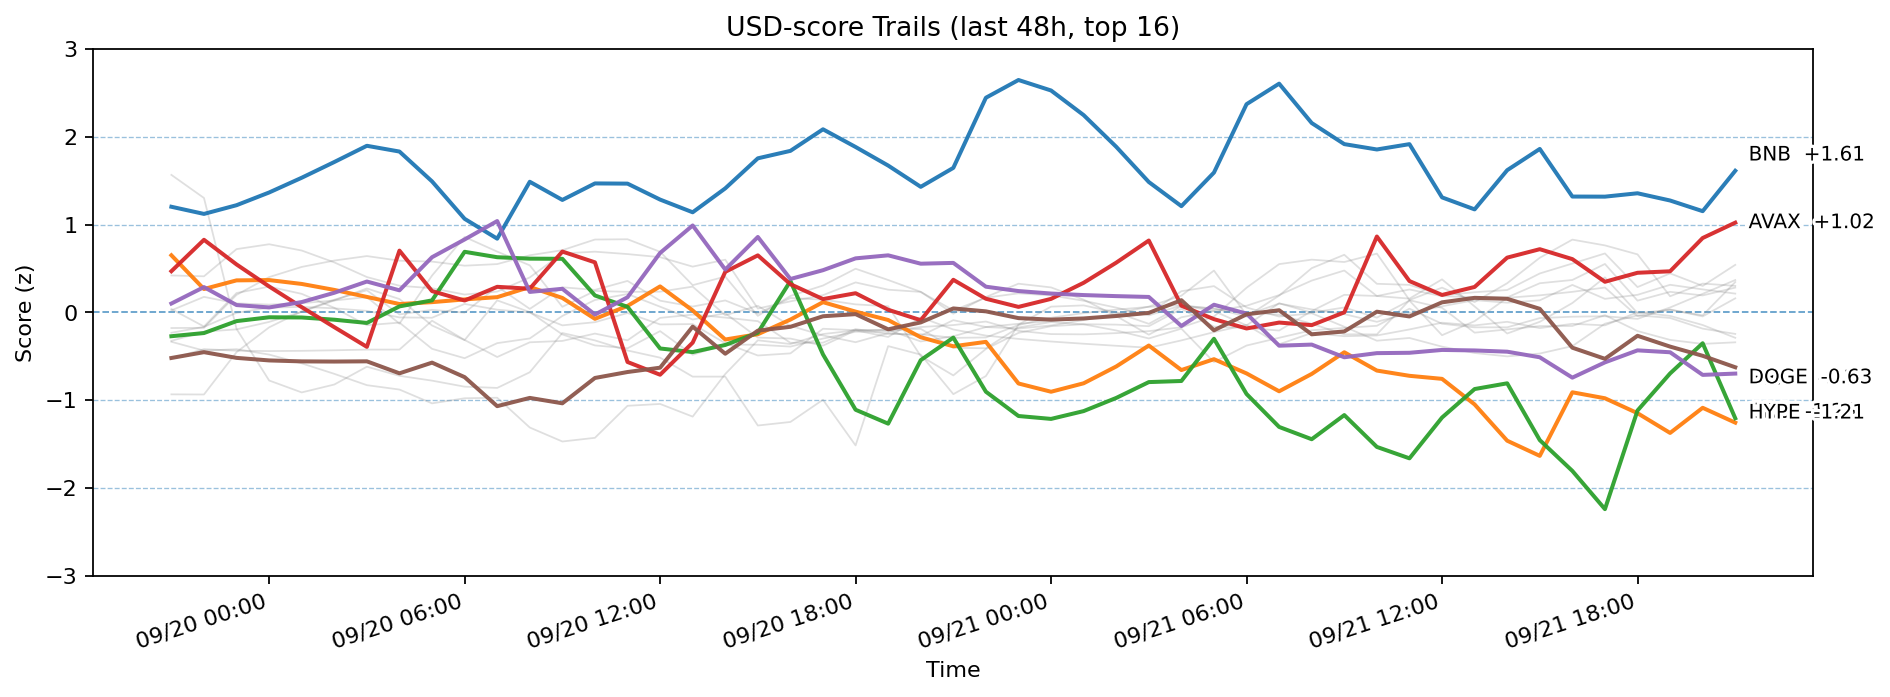 USD-score Trails (last 48h, top 16)
Score (z)
3
2
1
0
−1
−2
−3
BNB +1.61
AVAX +1.02
DOGE -0.63
HYPE -1.21
09/20 00:00
09/20 06:00
09/20 12:00
09/20 18:00
09/21 00:00
09/21 06:00
09/21 12:00
09/21 18:00
Time